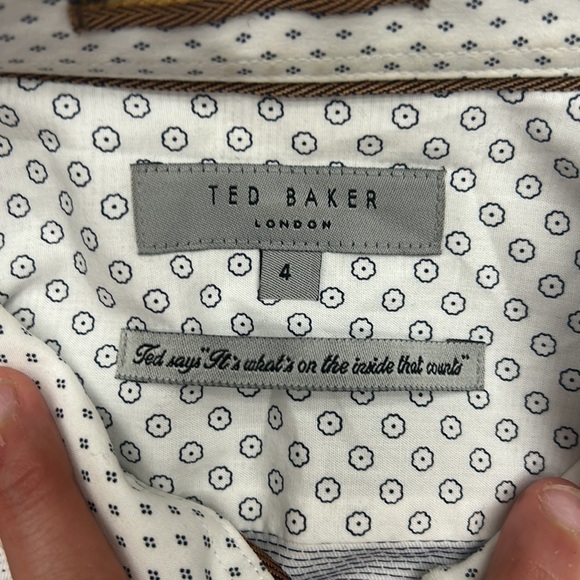 TED BAKER
LONDON
4
Ted says "It's what's on the inside that counts"